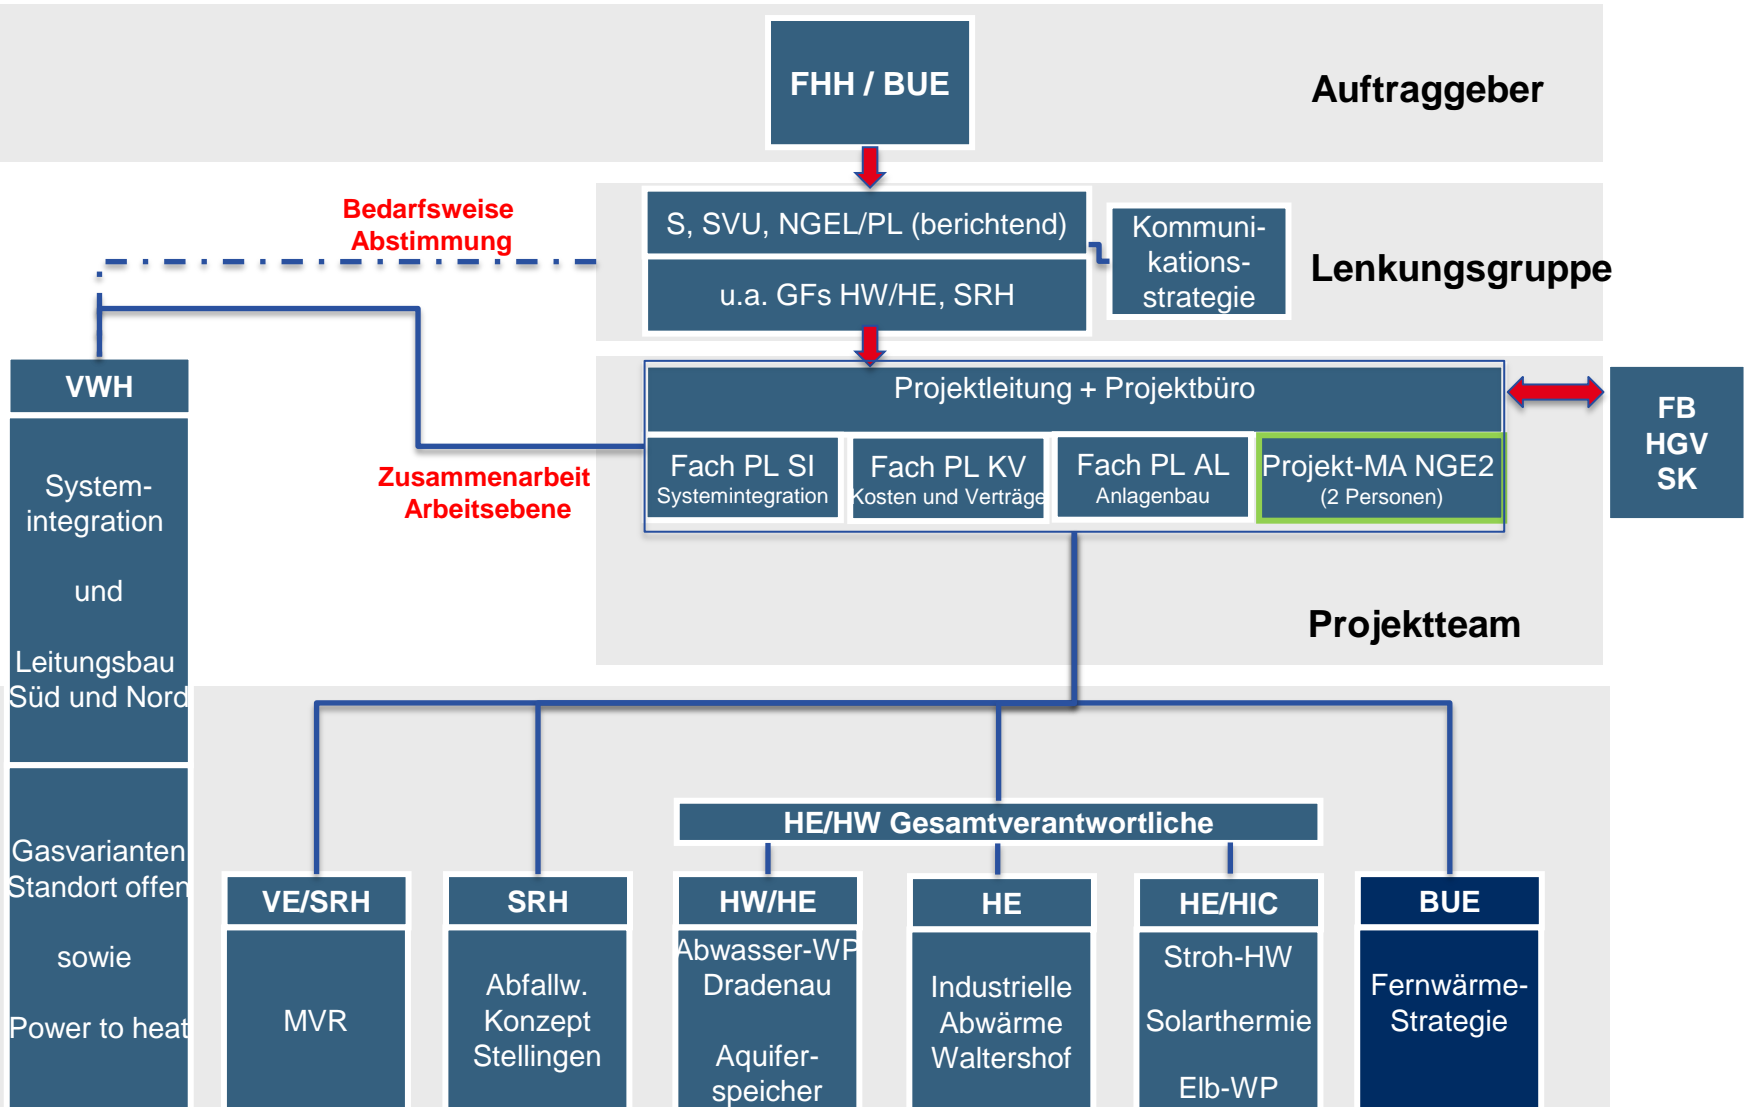 FHH / BUE
Auftraggeber
Bedarfsweise
Abstimmung
S, SVU, NGEL/PL (berichtend)
u.a. GFs HW/HE, SRH
Kommuni-
kations-
strategie
Lenkungsgruppe
VWH
System-
integration
und
Leitungsbau
Süd und Nord
Gasvarianten
Standort offen
sowie
Power to heat
Zusammenarbeit
Arbeitsebene
Projektleitung + Projektbüro
Fach PL SI
Systemintegration
Fach PL KV
Kosten und Verträge
Fach PL AL
Anlagenbau
Projekt-MA NGE2
(2 Personen)
FB
HGV
SK
Projektteam
HE/HW Gesamtverantwortliche
VE/SRH
MVR
SRH
Abfallw.
Konzept
Stellingen
HW/HE
Abwasser-WP
Dradenau
Aquifer-
speicher
HE
Industrielle
Abwärme
Waltershof
HE/HIC
Stroh-HW
Solarthermie
Elb-WP
BUE
Fernwärme-
Strategie